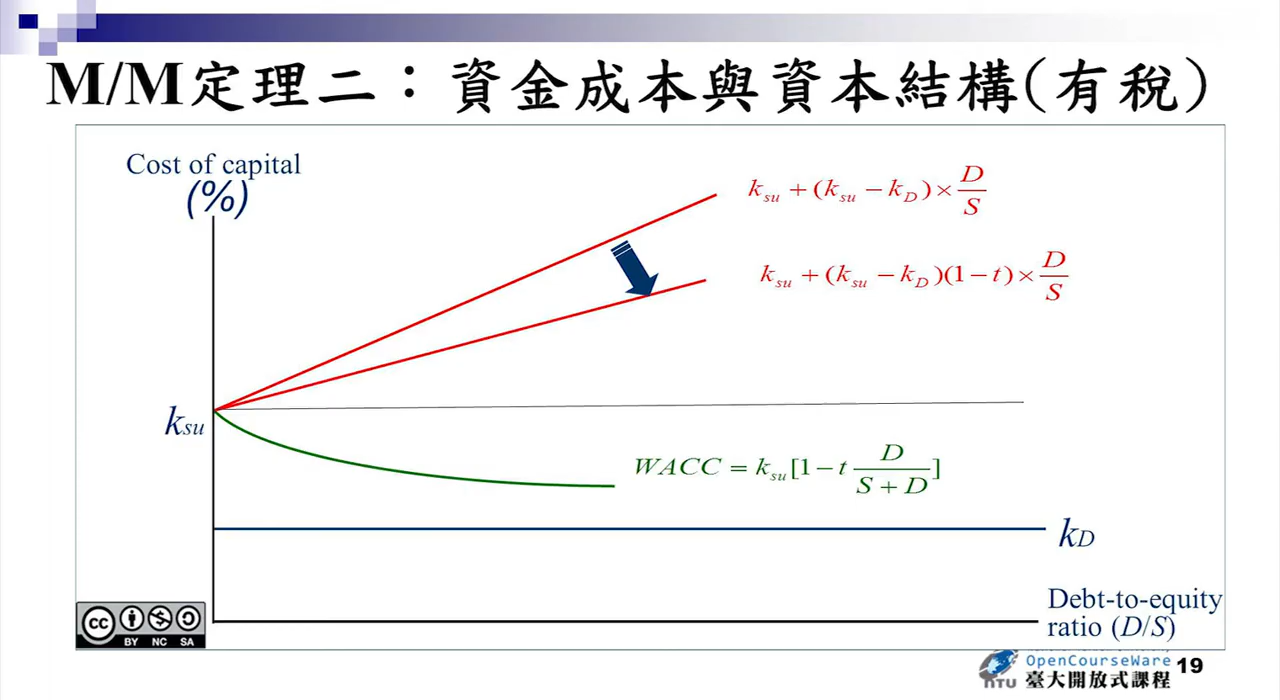 M/M定理二：資金成本與資本結構(有稅)
Cost of capital
(%)
k_su + (k_su − k_D) × D/S
k_su + (k_su − k_D)(1 − t) × D/S
k_su
WACC = k_su[1 − t D/(S + D)]
k_D
Debt-to-equity
ratio (D/S)
cc
BY NC SA
NTU
OpenCourseWare
臺大開放式課程
19